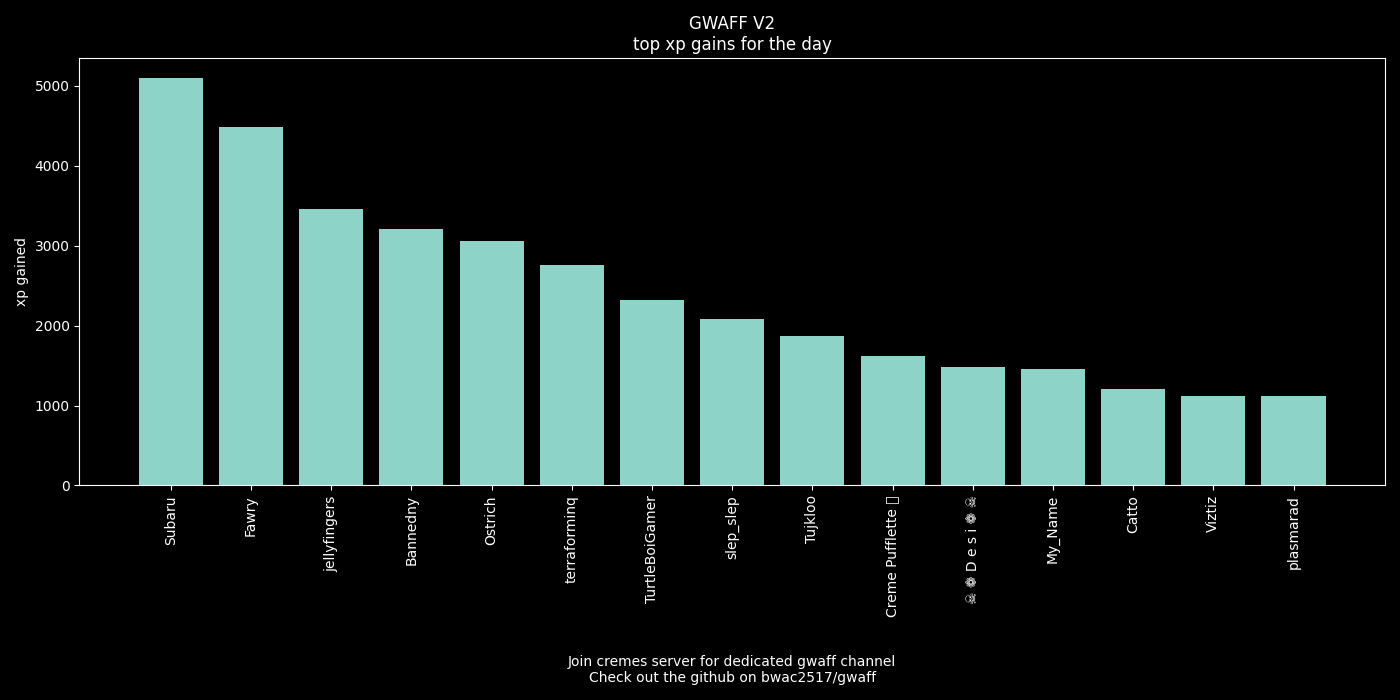 GWAFF V2
top xp gains for the day
xp gained
5000
4000
3000
2000
1000
0
Subaru
Fawry
jellyfingers
Bannedny
Ostrich
terraforminq
TurtleBoiGamer
slep_slep
Tujkloo
Creme Pufflette
☠ ❁ D e s i ❁ ☠
My_Name
Catto
Viztiz
plasmarad
Join cremes server for dedicated gwaff channel
Check out the github on bwac2517/gwaff